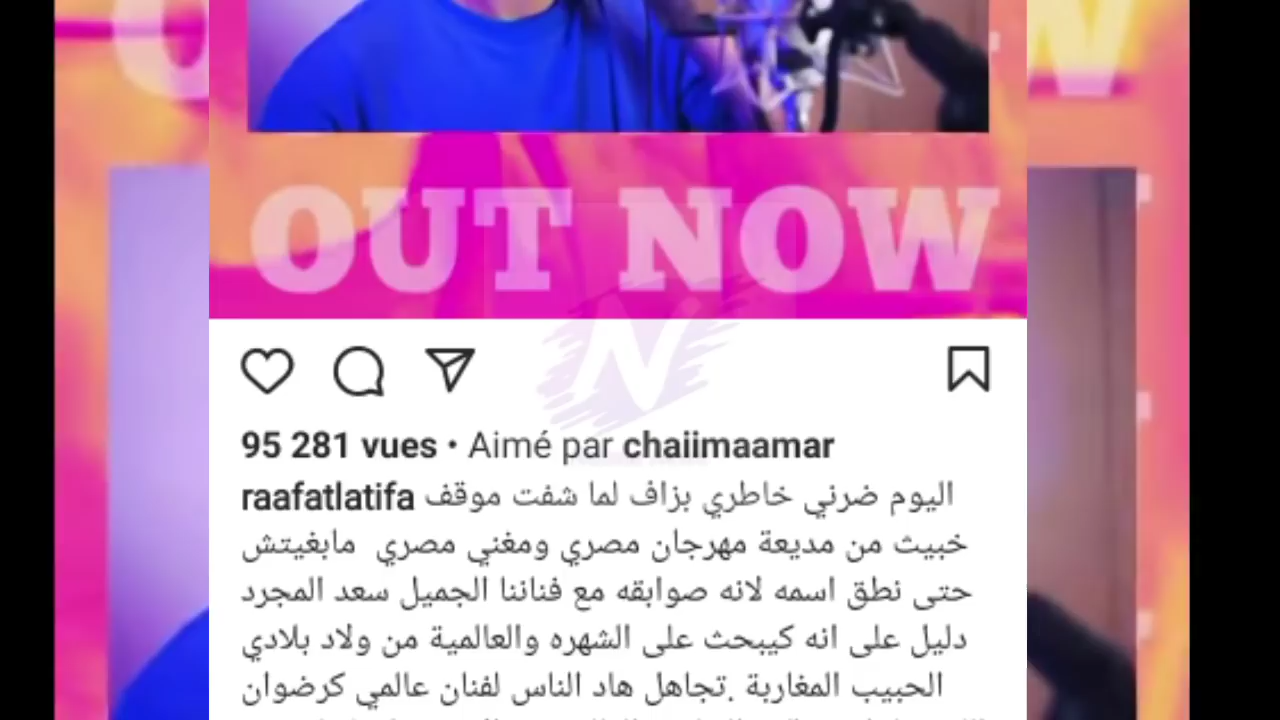 OUT NOW
N
95 281 vues • Aimé par chaiimaamar
raafatlatifa اليوم ضرني خاطري بزاف لما شفت موقف
خبيث من مديعة مهرجان مصري ومغني مصري مابغيتش
حتى نطق اسمه لانه صوابقه مع فناننا الجميل سعد المجرد
دليل على انه كيبحث على الشهره والعالمية من ولاد بلادي
الحبيب المغاربة .تجاهل هاد الناس لفنان عالمي كرضوان